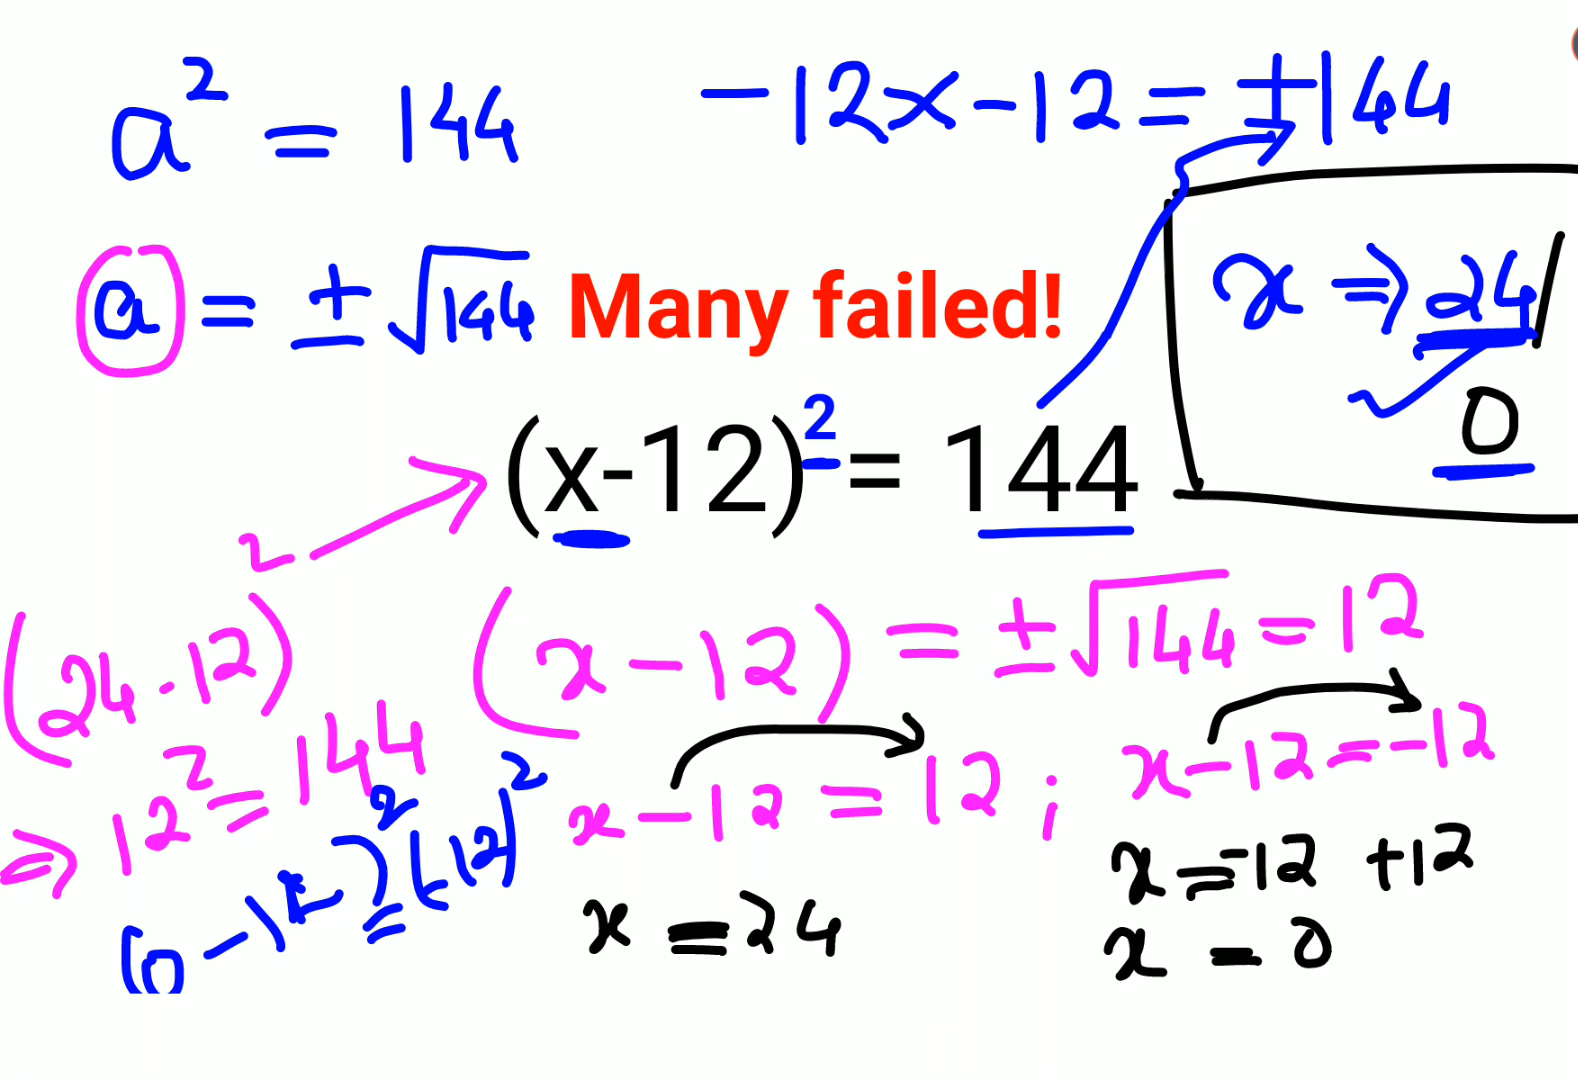 a² = 144
-12x-12=±144
a = ±√144
Many failed!
x ⇒ 24/
0
(x-12)²= 144
(24-12)²
(x-12) = ±√144 = 12
⇒ 12² = 144
x-12 = 12;
x-12 = -12
(0-12)² = (-12)²
x = 24
x = -12 +12
x = 0